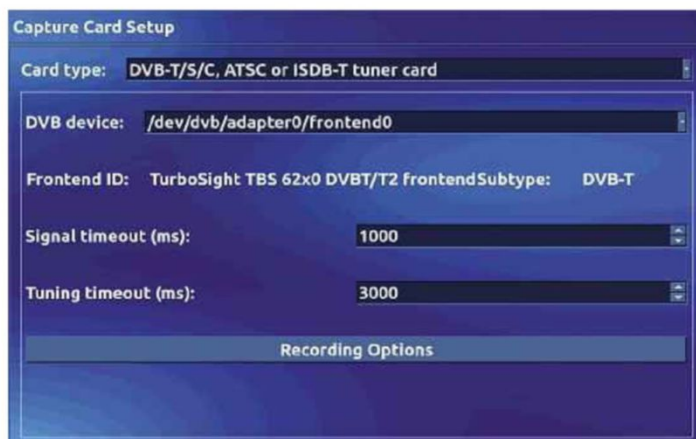 Capture Card Setup
Card type: DVB-T/S/C, ATSC or ISDB-T tuner card
DVB device: /dev/dvb/adapter0/frontend0
Frontend ID: TurboSight TBS 62x0 DVBT/T2 frontendSubtype: DVB-T
Signal timeout (ms): 1000
Tuning timeout (ms): 3000
Recording Options